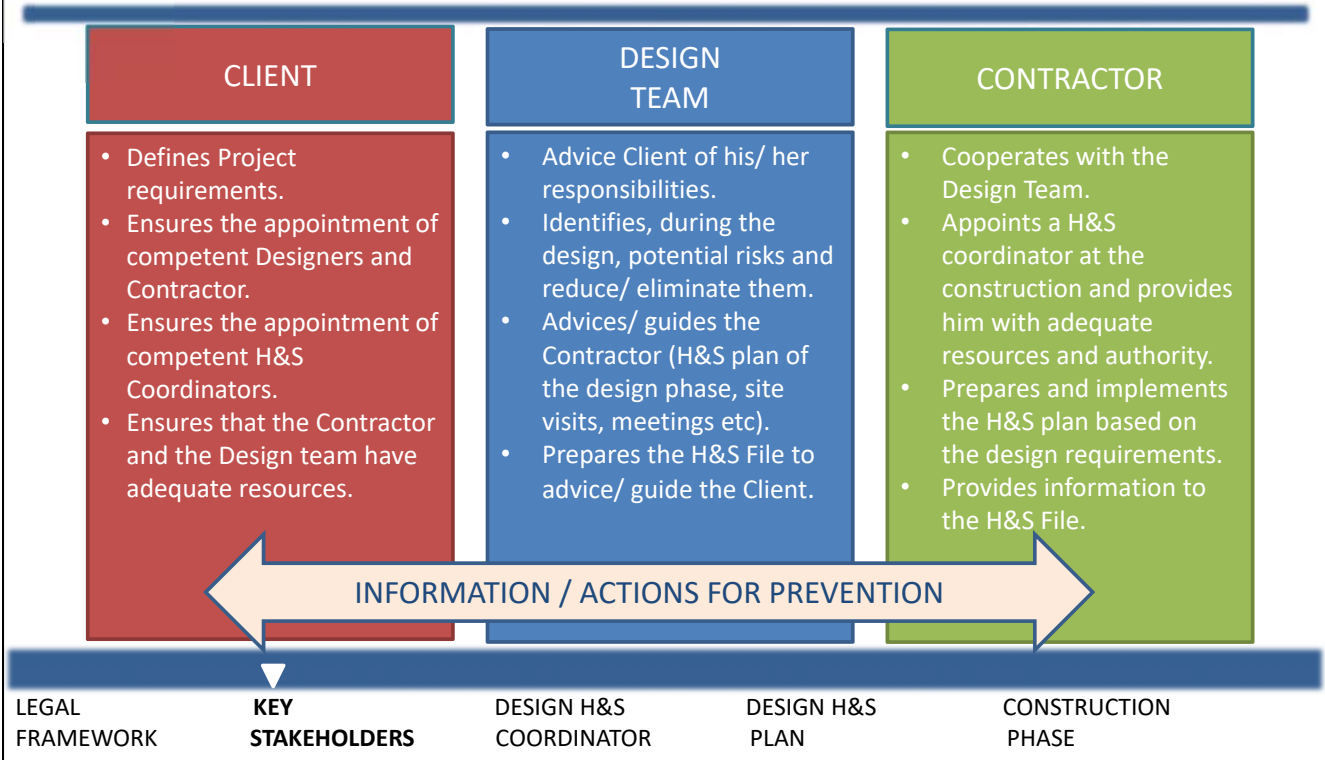 CLIENT
• Defines Project
requirements.
• Ensures the appointment of
competent Designers and
Contractor.
• Ensures the appointment of
competent H&S
Coordinators.
• Ensures that the Contractor
and the Design team have
adequate resources.
DESIGN
TEAM
• Advice Client of his/ her
responsibilities.
• Identifies, during the
design, potential risks and
reduce/ eliminate them.
• Advices/ guides the
Contractor (H&S plan of
the design phase, site
visits, meetings etc).
• Prepares the H&S File to
advice/ guide the Client.
CONTRACTOR
• Cooperates with the
Design Team.
• Appoints a H&S
coordinator at the
construction and provides
him with adequate
resources and authority.
• Prepares and implements
the H&S plan based on
the design requirements.
• Provides information to
the H&S File.
INFORMATION / ACTIONS FOR PREVENTION
LEGAL
FRAMEWORK
KEY
STAKEHOLDERS
DESIGN H&S
COORDINATOR
DESIGN H&S
PLAN
CONSTRUCTION
PHASE